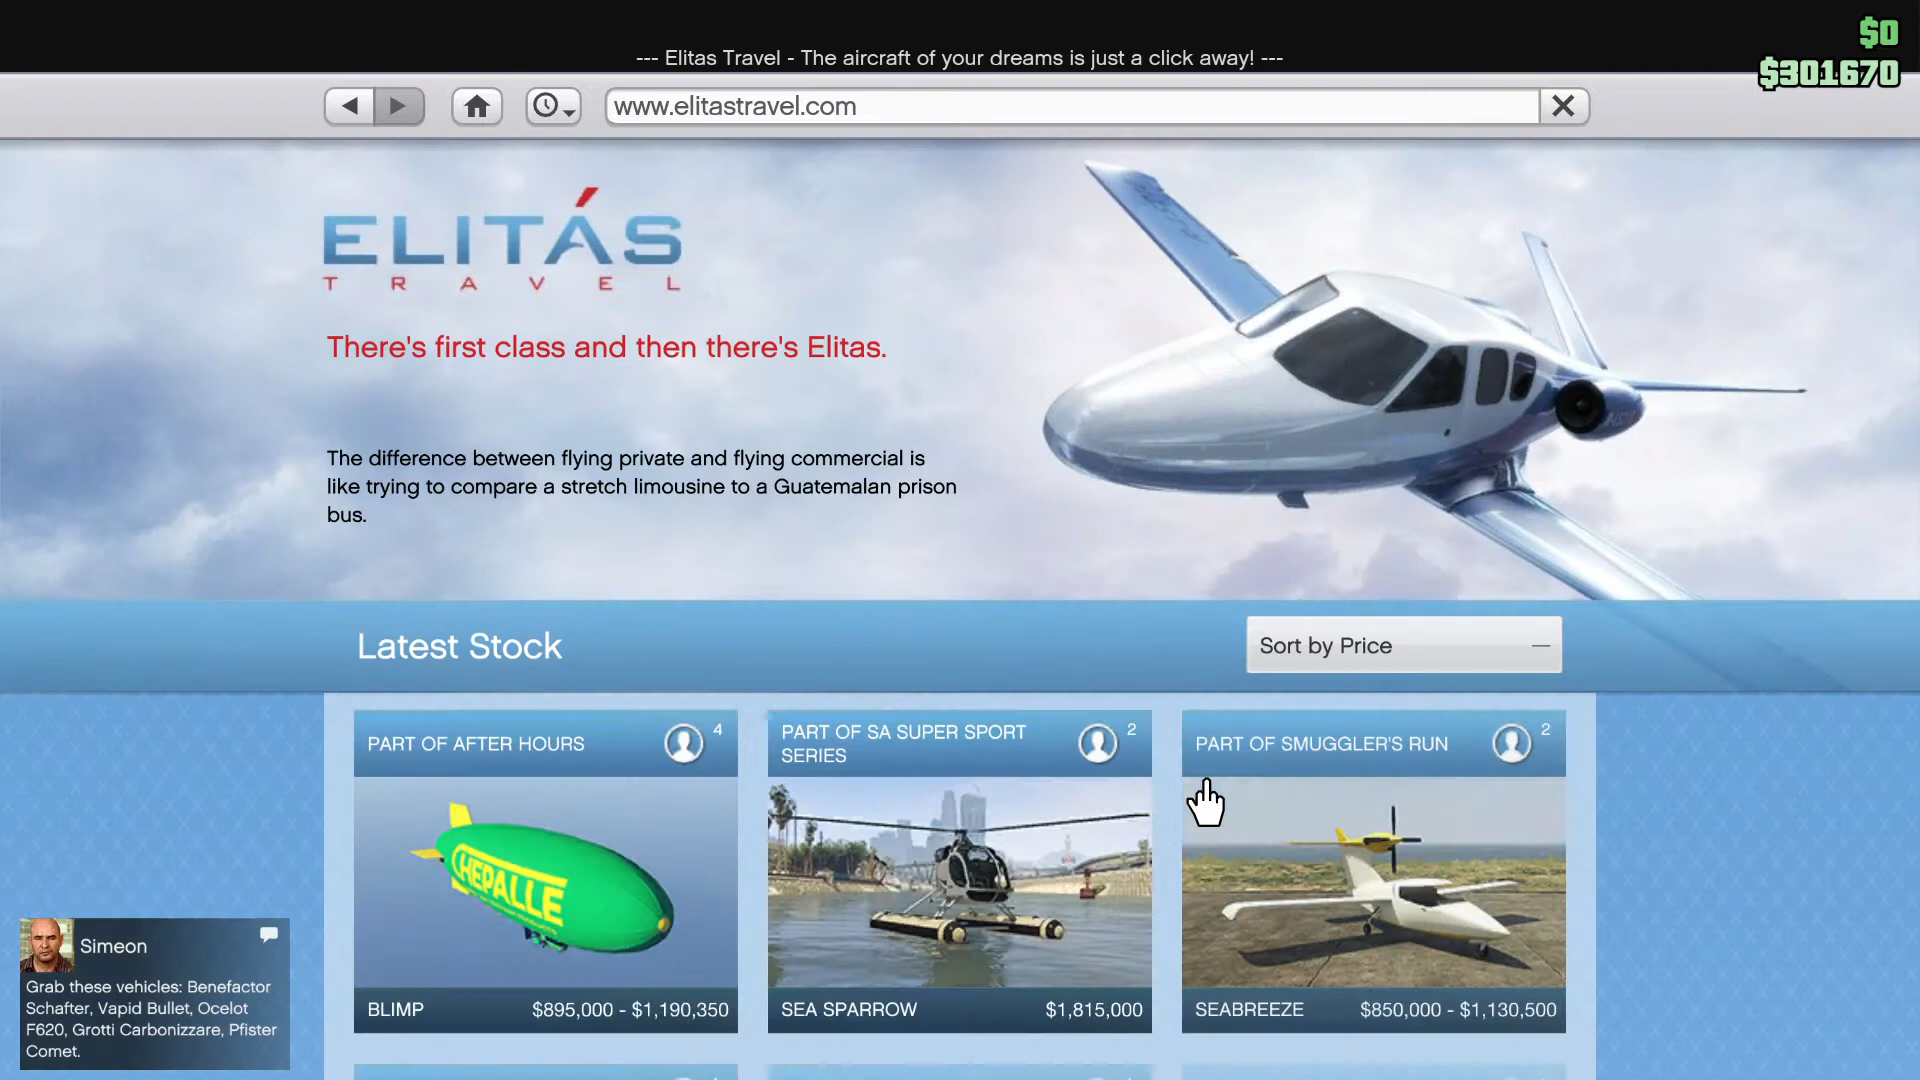 $0
--- Elitas Travel - The aircraft of your dreams is just a click away! ---
$301670
www.elitastravel.com
ELITÁS
TRAVEL
There's first class and then there's Elitas.
The difference between flying private and flying commercial is
like trying to compare a stretch limousine to a Guatemalan prison
bus.
Latest Stock
Sort by Price
PART OF AFTER HOURS
4
PART OF SA SUPER SPORT
SERIES
2
PART OF SMUGGLER'S RUN
2
HEPALLE
BLIMP
$895,000 - $1,190,350
SEA SPARROW
$1,815,000
SEABREEZE
$850,000 - $1,130,500
Simeon
Grab these vehicles: Benefactor
Schafter, Vapid Bullet, Ocelot
F620, Grotti Carbonizzare, Pfister
Comet.